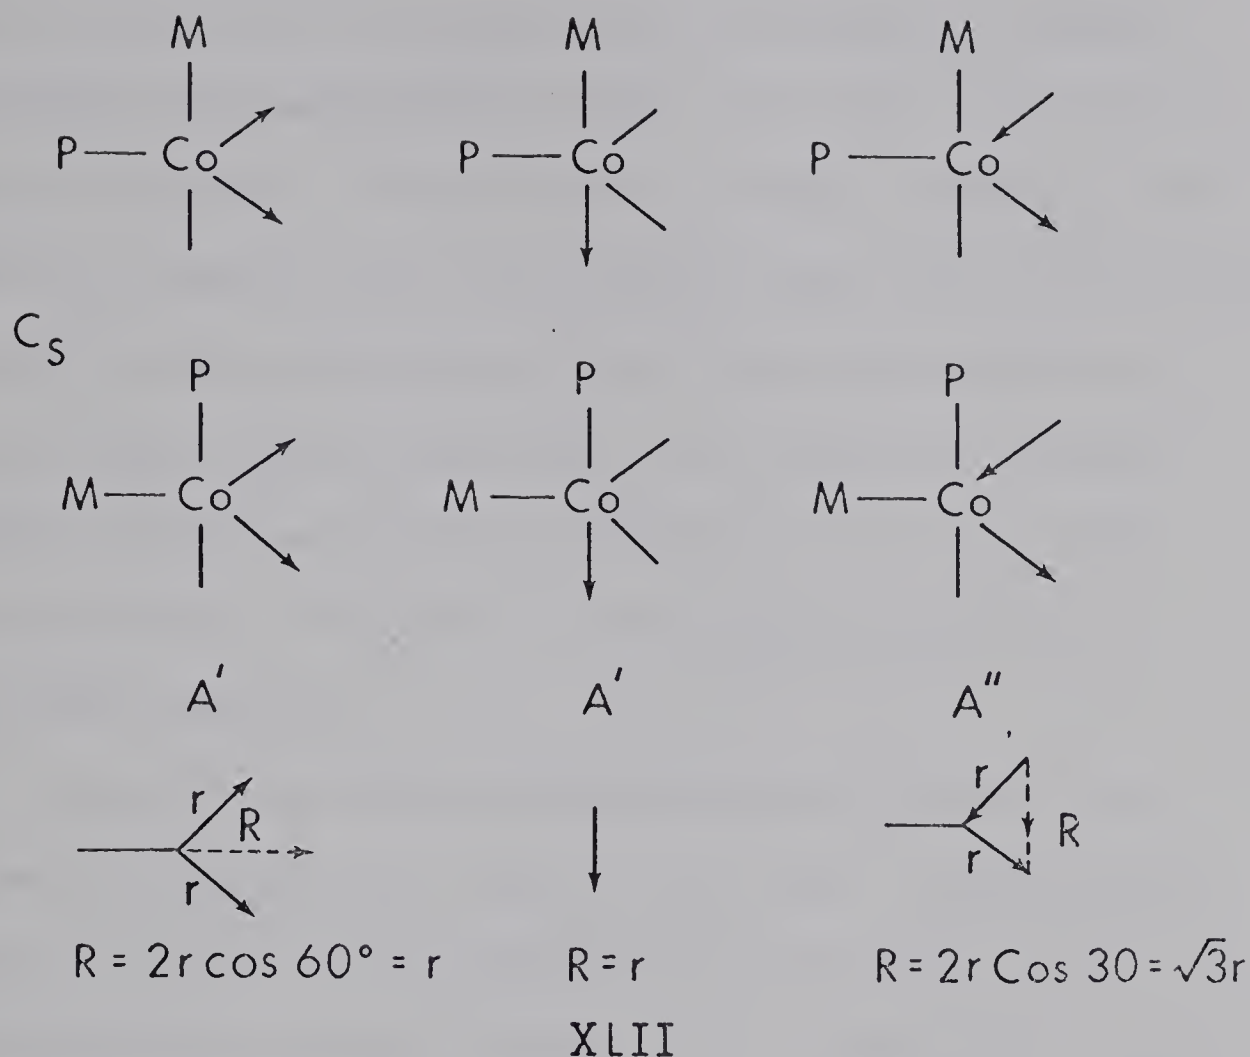 M M M
P Co P Co P Co
C_S
P P P
M Co M Co M Co
A' A' A"
r R r r R r
R = 2r cos 60° = r R = r R = 2r Cos 30 = √3r
XLII